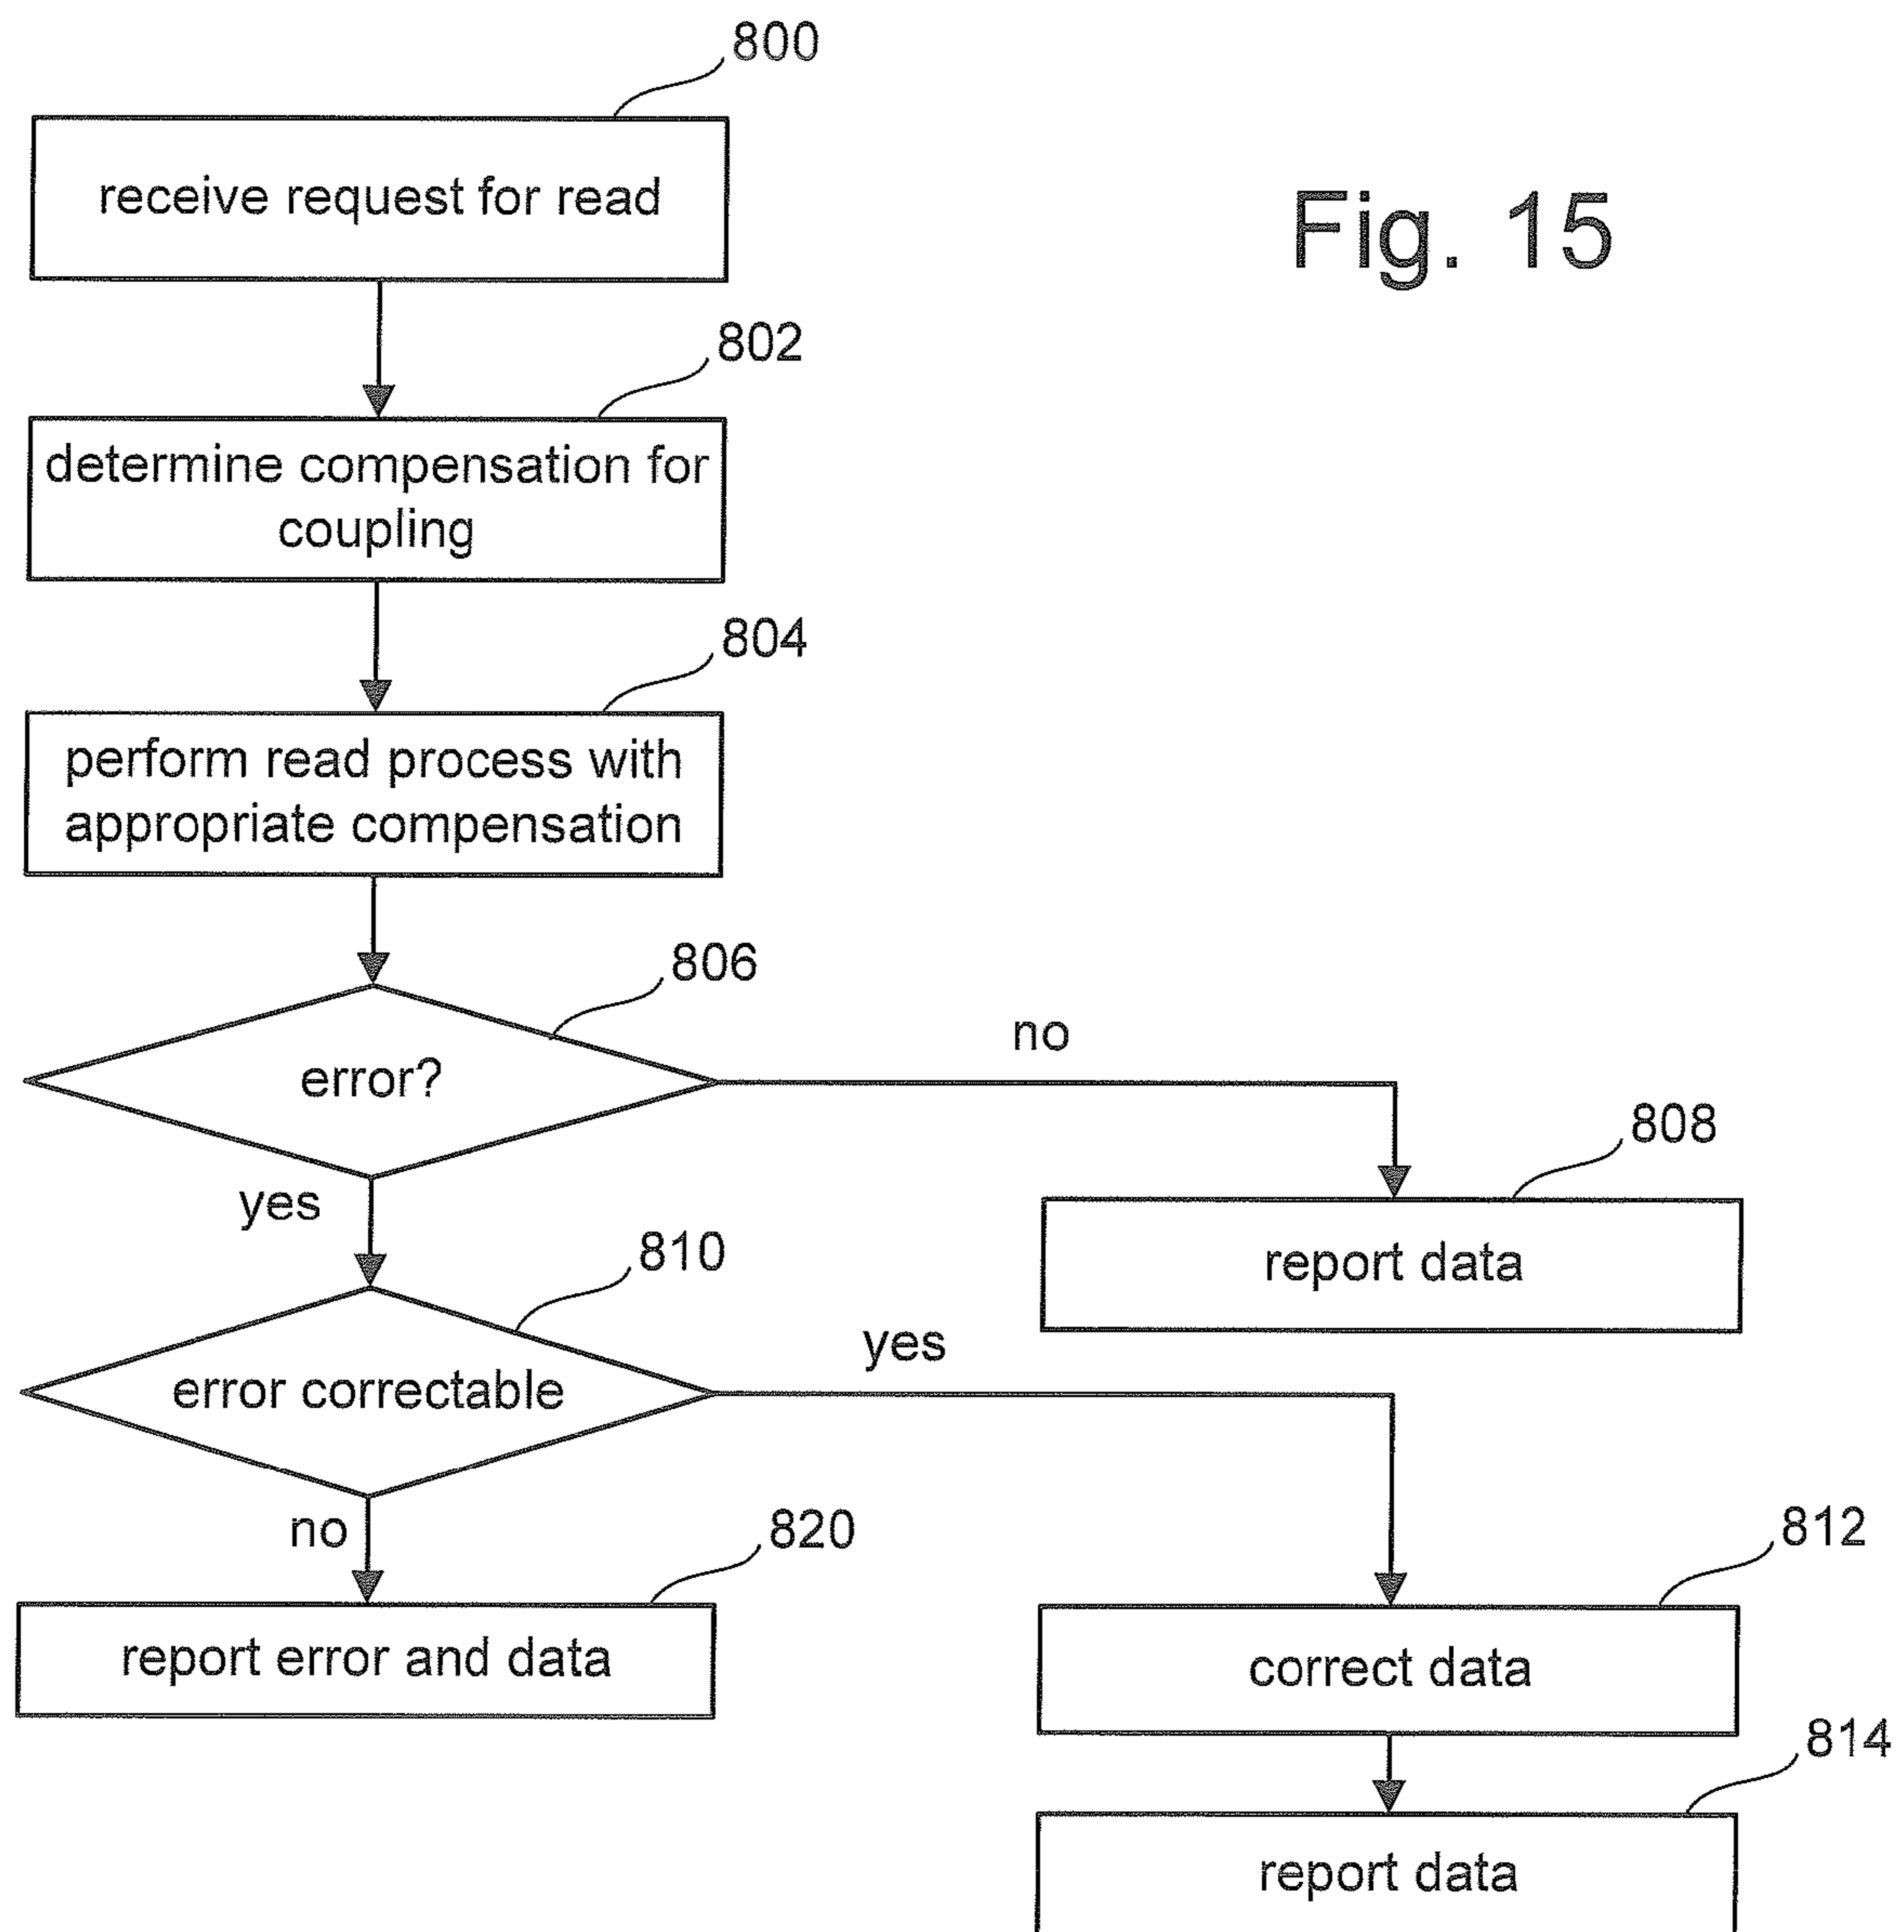 800
receive request for read
Fig. 15
802
determine compensation for
coupling
804
perform read process with
appropriate compensation
806
error?
no
808
report data
yes
810
error correctable
yes
no
820
report error and data
812
correct data
814
report data